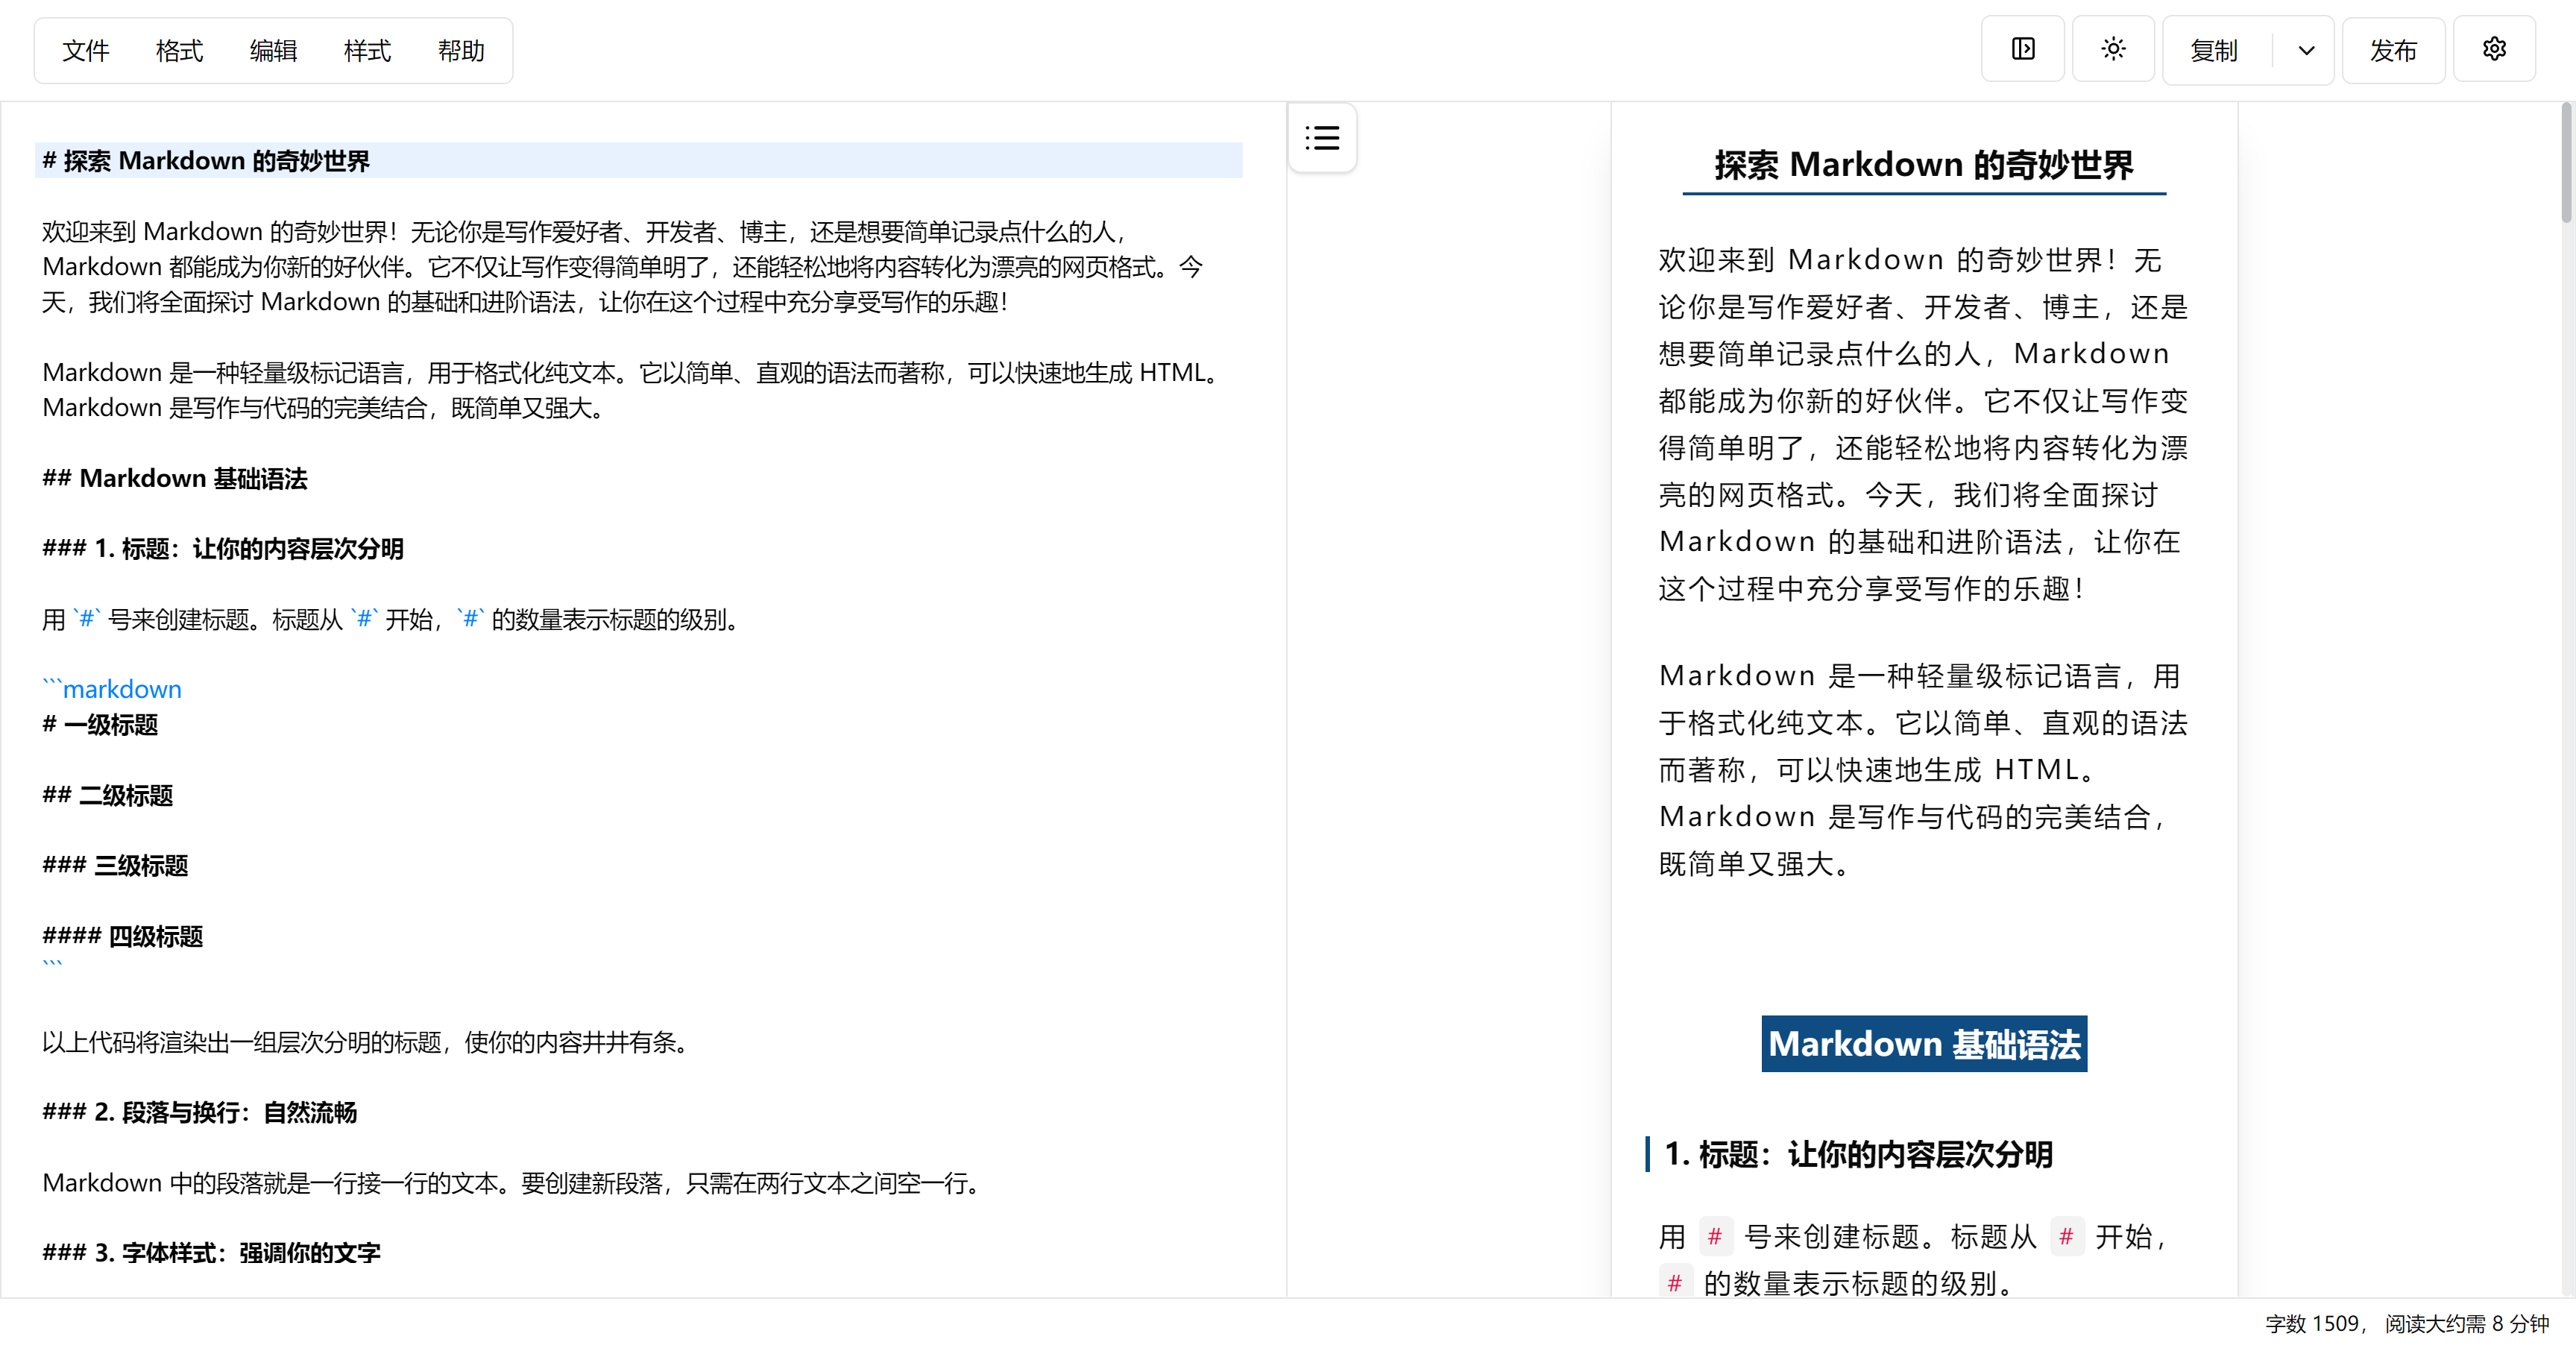 文件 格式 编辑 样式 帮助
复制 发布
# 探索 Markdown 的奇妙世界
欢迎来到 Markdown 的奇妙世界！无论你是写作爱好者、开发者、博主，还是想要简单记录点什么的人，
Markdown 都能成为你新的好伙伴。它不仅让写作变得简单明了，还能轻松地将内容转化为漂亮的网页格式。今
天，我们将全面探讨 Markdown 的基础和进阶语法，让你在这个过程中充分享受写作的乐趣！
Markdown 是一种轻量级标记语言，用于格式化纯文本。它以简单、直观的语法而著称，可以快速地生成 HTML。
Markdown 是写作与代码的完美结合，既简单又强大。
## Markdown 基础语法
### 1. 标题：让你的内容层次分明
用 `#` 号来创建标题。标题从 `#` 开始，`#` 的数量表示标题的级别。
```markdown
# 一级标题
## 二级标题
### 三级标题
#### 四级标题
```
以上代码将渲染出一组层次分明的标题，使你的内容井井有条。
### 2. 段落与换行：自然流畅
Markdown 中的段落就是一行接一行的文本。要创建新段落，只需在两行文本之间空一行。
### 3. 字体样式：强调你的文字
探索 Markdown 的奇妙世界
欢迎来到 Markdown 的奇妙世界！无
论你是写作爱好者、开发者、博主，还是
想要简单记录点什么的人，Markdown
都能成为你新的好伙伴。它不仅让写作变
得简单明了，还能轻松地将内容转化为漂
亮的网页格式。今天，我们将全面探讨
Markdown 的基础和进阶语法，让你在
这个过程中充分享受写作的乐趣！
Markdown 是一种轻量级标记语言，用
于格式化纯文本。它以简单、直观的语法
而著称，可以快速地生成 HTML。
Markdown 是写作与代码的完美结合，
既简单又强大。
Markdown 基础语法
1. 标题：让你的内容层次分明
用 # 号来创建标题。标题从 # 开始，
# 的数量表示标题的级别。
字数 1509， 阅读大约需 8 分钟